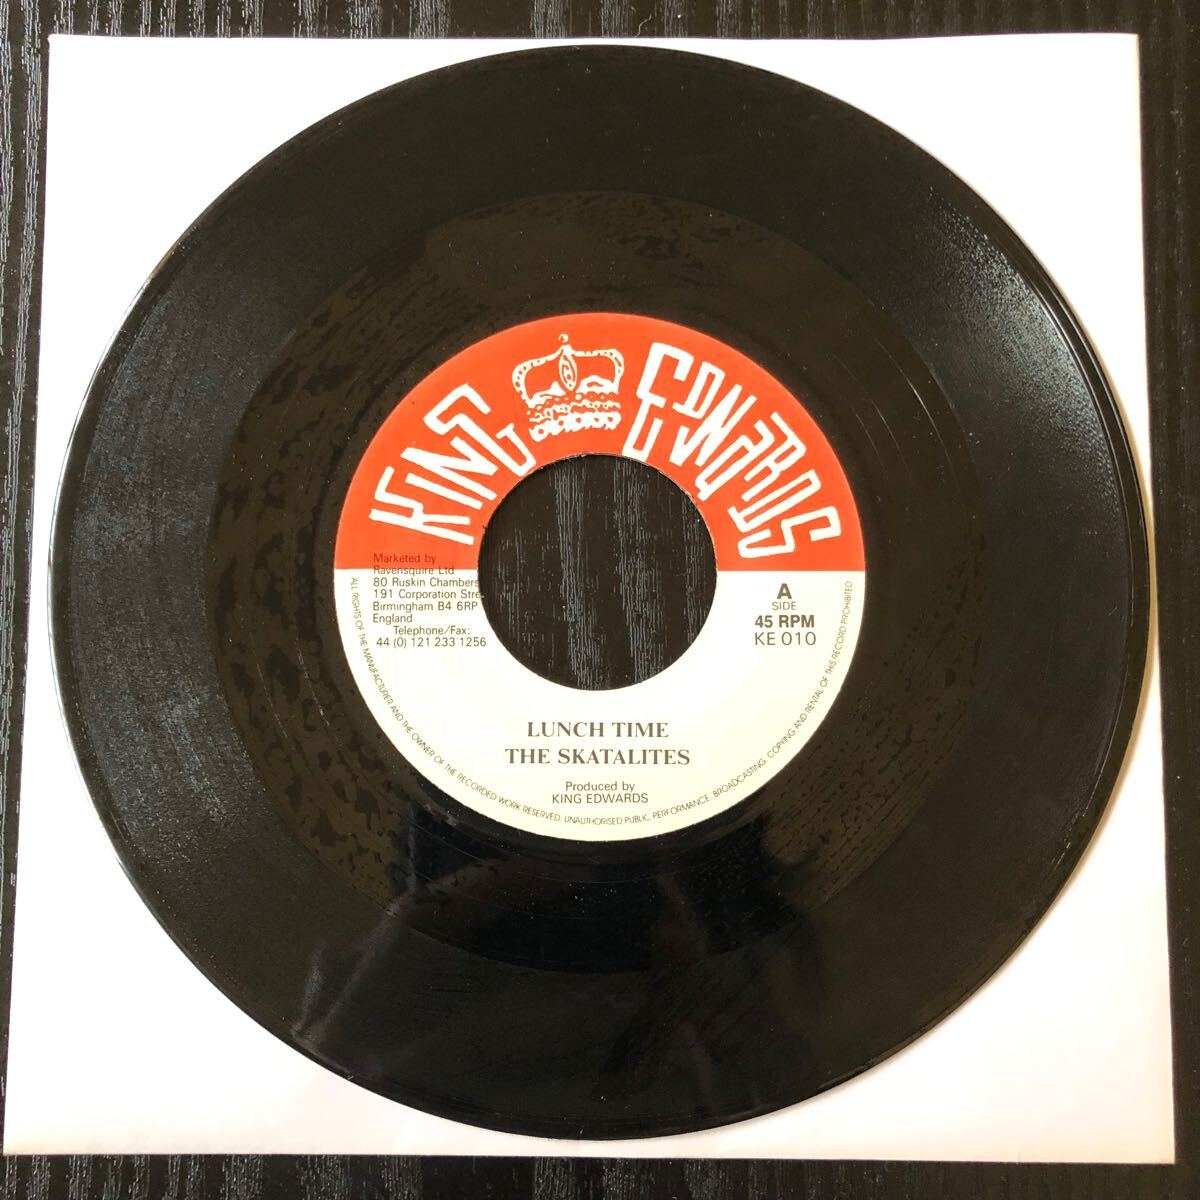 KING EDWARDS
Marketed by
Ravensquire Ltd
80 Ruskin Chambers
191 Corporation Stre
Birmingham B4 6RP
England
Telephone/Fax:
44 (0) 121 233 1256
A
SIDE
45 RPM
KE 010
LUNCH TIME
THE SKATALITES
Produced by
KING EDWARDS
ALL RIGHTS OF THE MANUFACTURER AND THE OWNER OF THE RECORDED WORK RESERVED. UNAUTHORISED PUBLIC PERFORMANCE. BROADCASTING, COPYING AND RENTAL OF THIS RECORD PROHIBITED